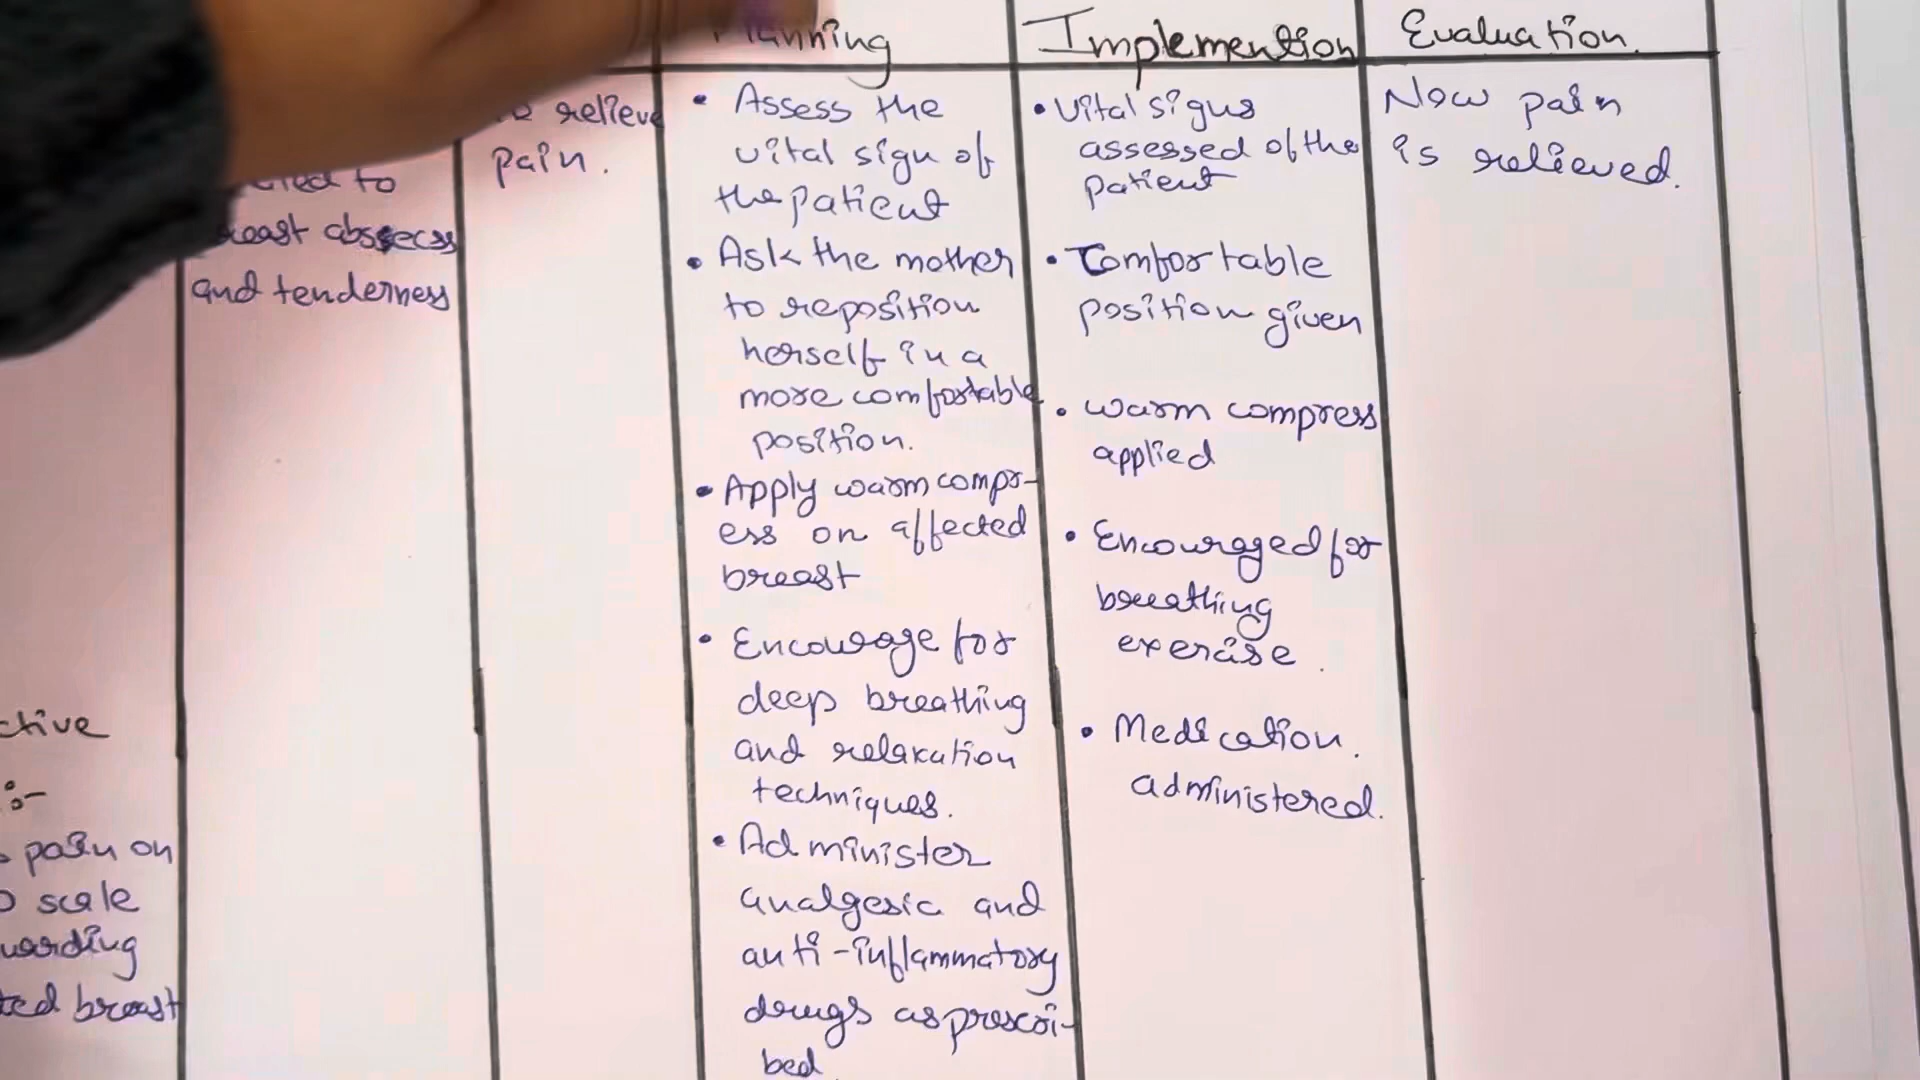 Planning
Implemention
Evaluation.
relieve
pain.
to
breast abscess
and tenderness
pain on
scale
breast
• Assess the
vital sign of
the patient
• Ask the mother
to reposition
herself in a
more comfortable
position.
• Apply warm compr-
ess on affected
breast
• Encourage for
deep breathing
and relaxation
techniques.
• Administer
analgesic and
anti-inflammatory
drugs as prescri-
bed
• Vital signs
assessed of the
patient
• Comfortable
position given
• warm compress
applied
• Encouraged for
breathing
exercise.
• Medication.
administered.
Now pain
is relieved.